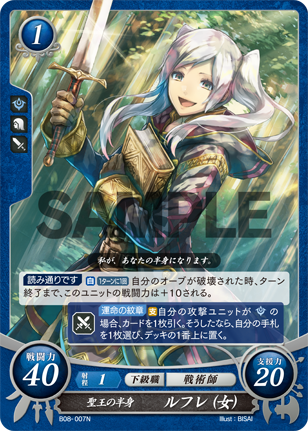 1
SAMPLE
私が、あなたの半身になります。
読み通りです 自 1ターンに1回 自分のオーブが破壊された時、ターン
終了まで、このユニットの戦闘力は+10される。
運命の紋章 支 自分の攻撃ユニットが
の場合、カードを1枚引く。そうしたなら、自分の手札
を1枚選び、デッキの1番上に置く。
戦闘力 40
射程 1 下級職 戦術師
支援力 20
聖王の半身 ルフレ(女)
B08-007N Illust:BISAI